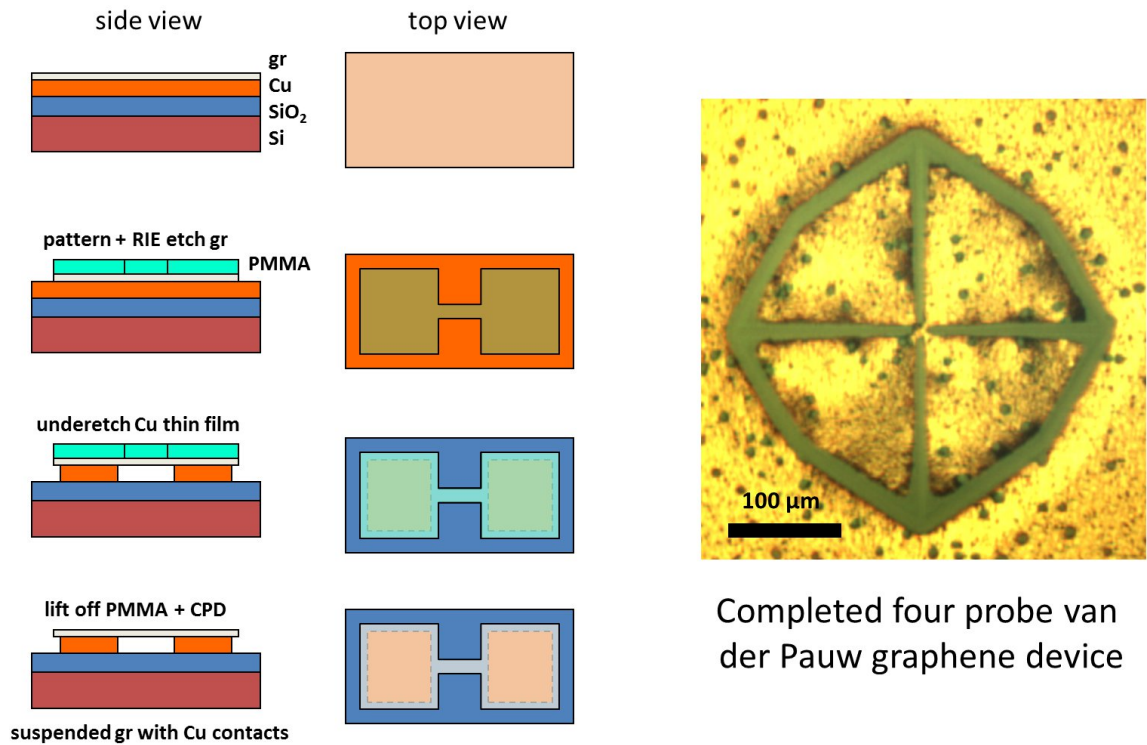 side view
top view
gr
Cu
SiO₂
Si
pattern + RIE etch gr
PMMA
underetch Cu thin film
lift off PMMA + CPD
suspended gr with Cu contacts
100 μm
Completed four probe van
der Pauw graphene device